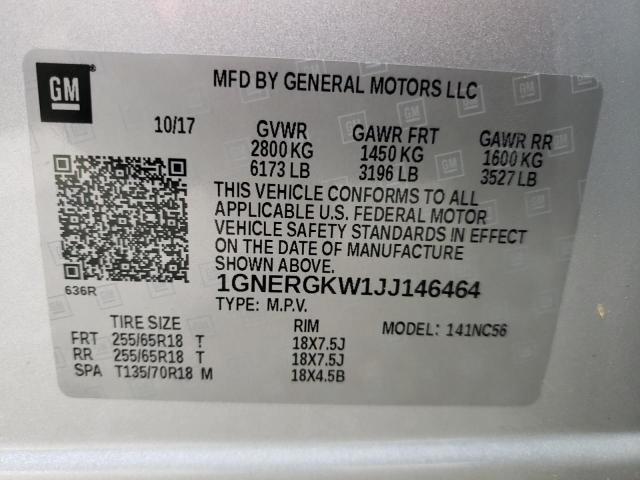 GM
MFD BY GENERAL MOTORS LLC
10/17 GVWR GAWR FRT GAWR RR
2800 KG 1450 KG 1600 KG
6173 LB 3196 LB 3527 LB
THIS VEHICLE CONFORMS TO ALL
APPLICABLE U.S. FEDERAL MOTOR
VEHICLE SAFETY STANDARDS IN EFFECT
ON THE DATE OF MANUFACTURE
SHOWN ABOVE.
636R
1GNERGKW1JJ146464
TYPE: M.P.V.
TIRE SIZE RIM MODEL: 141NC56
FRT 255/65R18 T 18X7.5J
RR 255/65R18 T 18X7.5J
SPA T135/70R18 M 18X4.5B